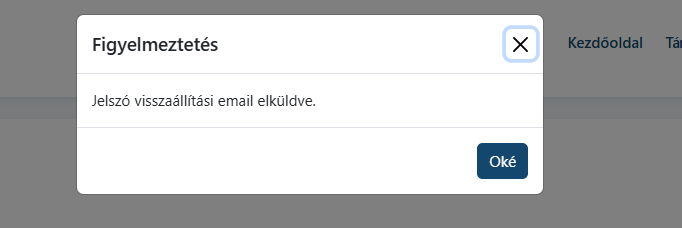 Figyelmeztetés
Kezdőoldal
Jelszó visszaállítási email elküldve.
Oké